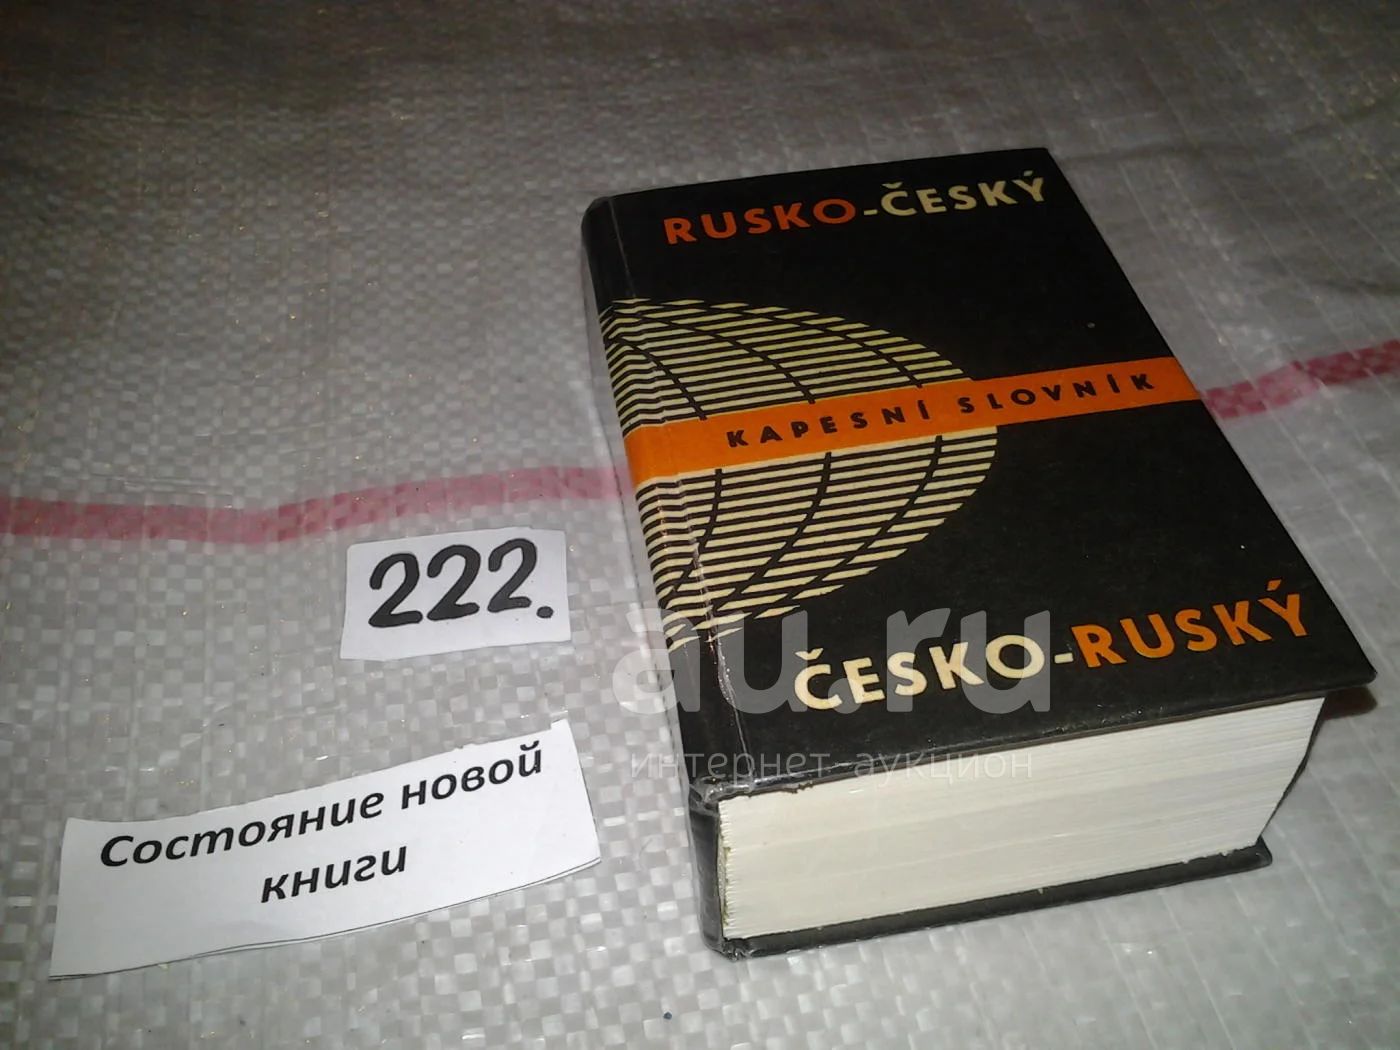 RUSKO-ČESKÝ
KAPESNÍ SLOVNÍK
ČESKO-RUSKÝ
222.
Состояние новой
книги
au.ru
интернет-аукцион